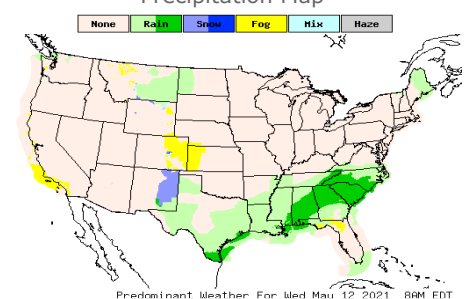 Precipitation Map
None Rain Snow Fog Mix Haze
Predominant Weather For Wed May 12 2021 8AM EDT